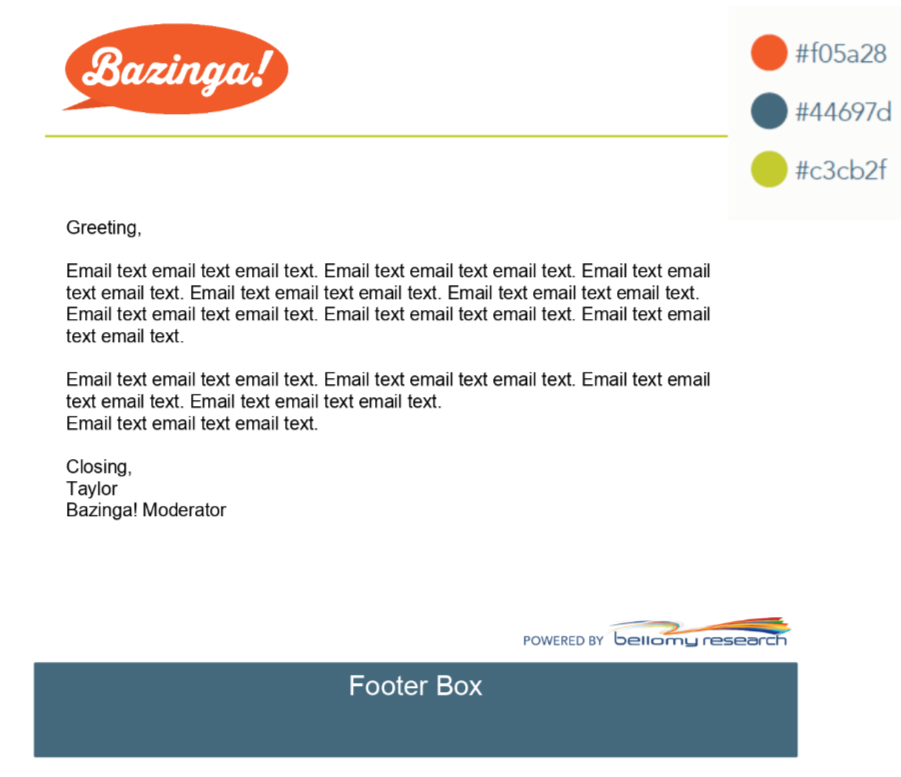 Bazinga!
#f05a28
#44697d
#c3cb2f
Greeting,
Email text email text email text. Email text email text email text. Email text email
text email text. Email text email text email text. Email text email text email text.
Email text email text email text. Email text email text email text. Email text email
text email text.
Email text email text email text. Email text email text email text. Email text email
text email text. Email text email text email text.
Email text email text email text.
Closing,
Taylor
Bazinga! Moderator
POWERED BY bellomy research
Footer Box